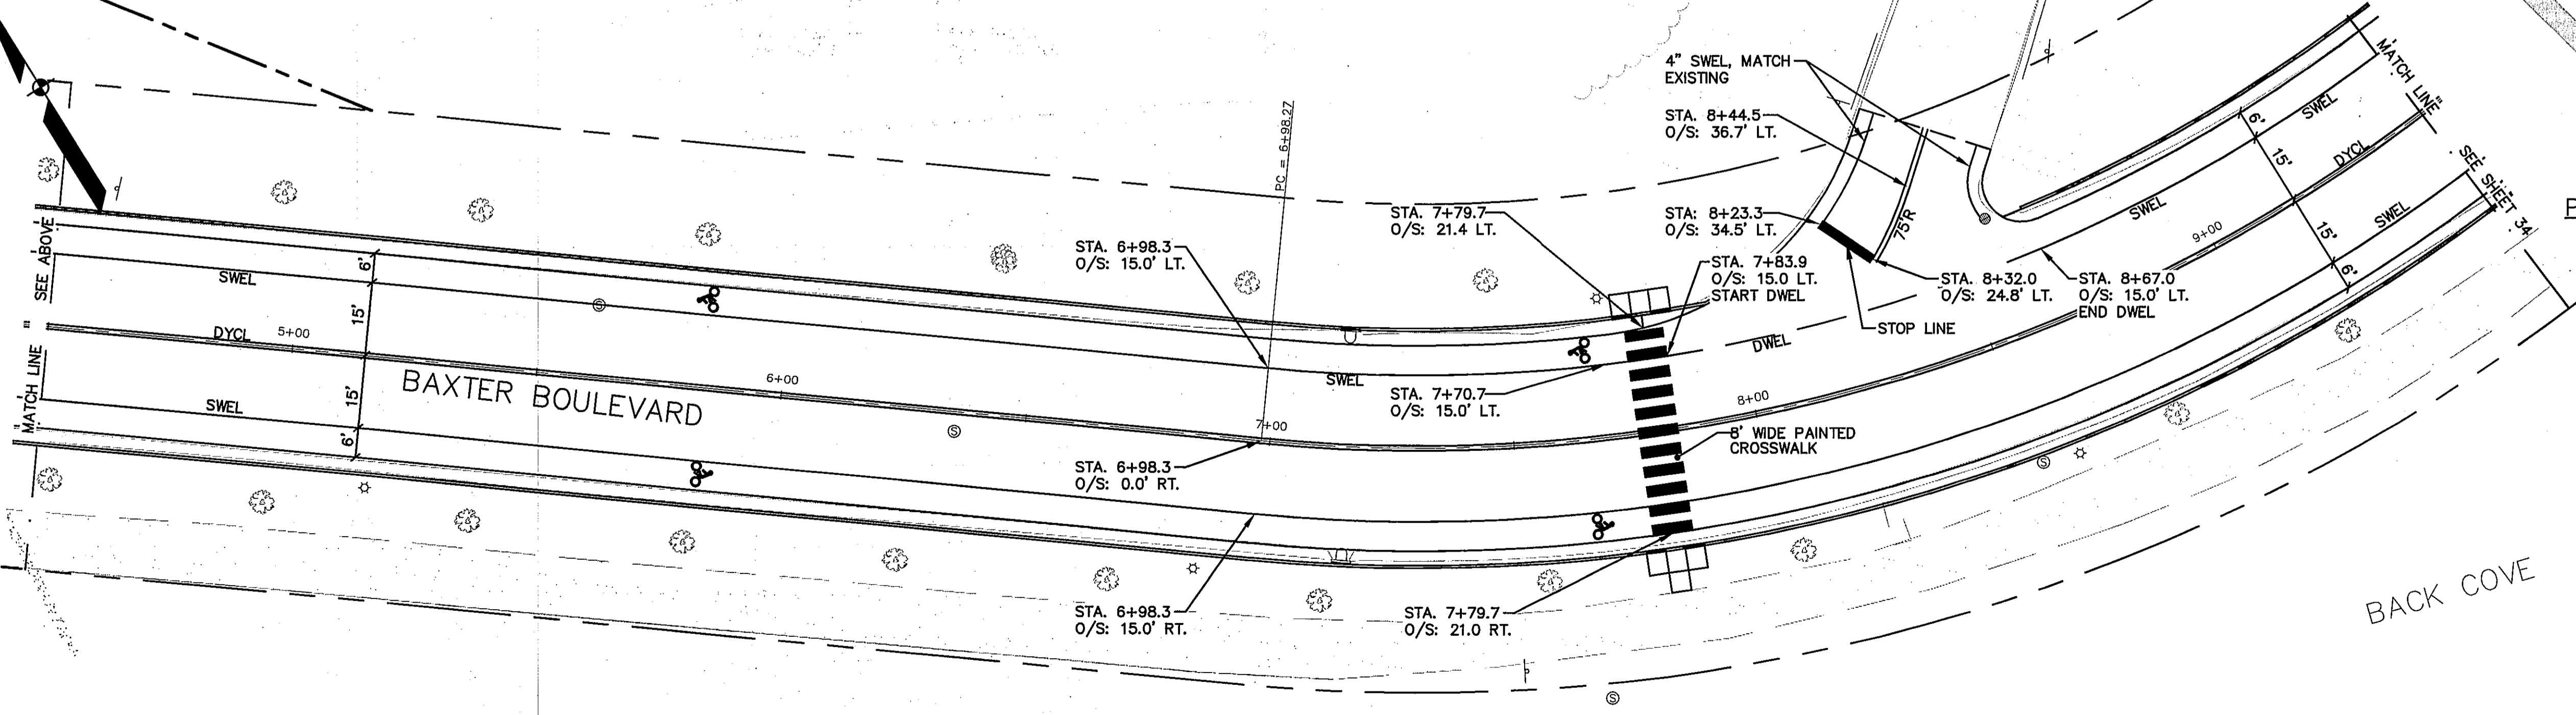 "MATCH LINE"
SEE ABOVE
SWEL
6'
15'
DYCL
5+00
15'
SWEL
6'
BAXTER BOULEVARD
6+00
STA. 6+98.3
O/S: 15.0' LT.
PC = 6+98.27
7+00
STA. 6+98.3
O/S: 0.0' RT.
STA. 6+98.3
O/S: 15.0' RT.
STA. 7+79.7
O/S: 21.4 LT.
SWEL
STA. 7+70.7
O/S: 15.0' LT.
STA. 7+79.7
O/S: 21.0 RT.
4" SWEL, MATCH
EXISTING
STA. 8+44.5
O/S: 36.7' LT.
STA: 8+23.3
O/S: 34.5' LT.
75'R
STA. 7+83.9
O/S: 15.0 LT.
START DWEL
DWEL
STOP LINE
8+00
8' WIDE PAINTED
CROSSWALK
STA. 8+32.0
O/S: 24.8' LT.
STA. 8+67.0
O/S: 15.0' LT.
END DWEL
SWEL
9+00
6'
15'
15'
6'
SWEL
DYCL
SWEL
"MATCH LINE"
SEE SHEET 34
BACK COVE